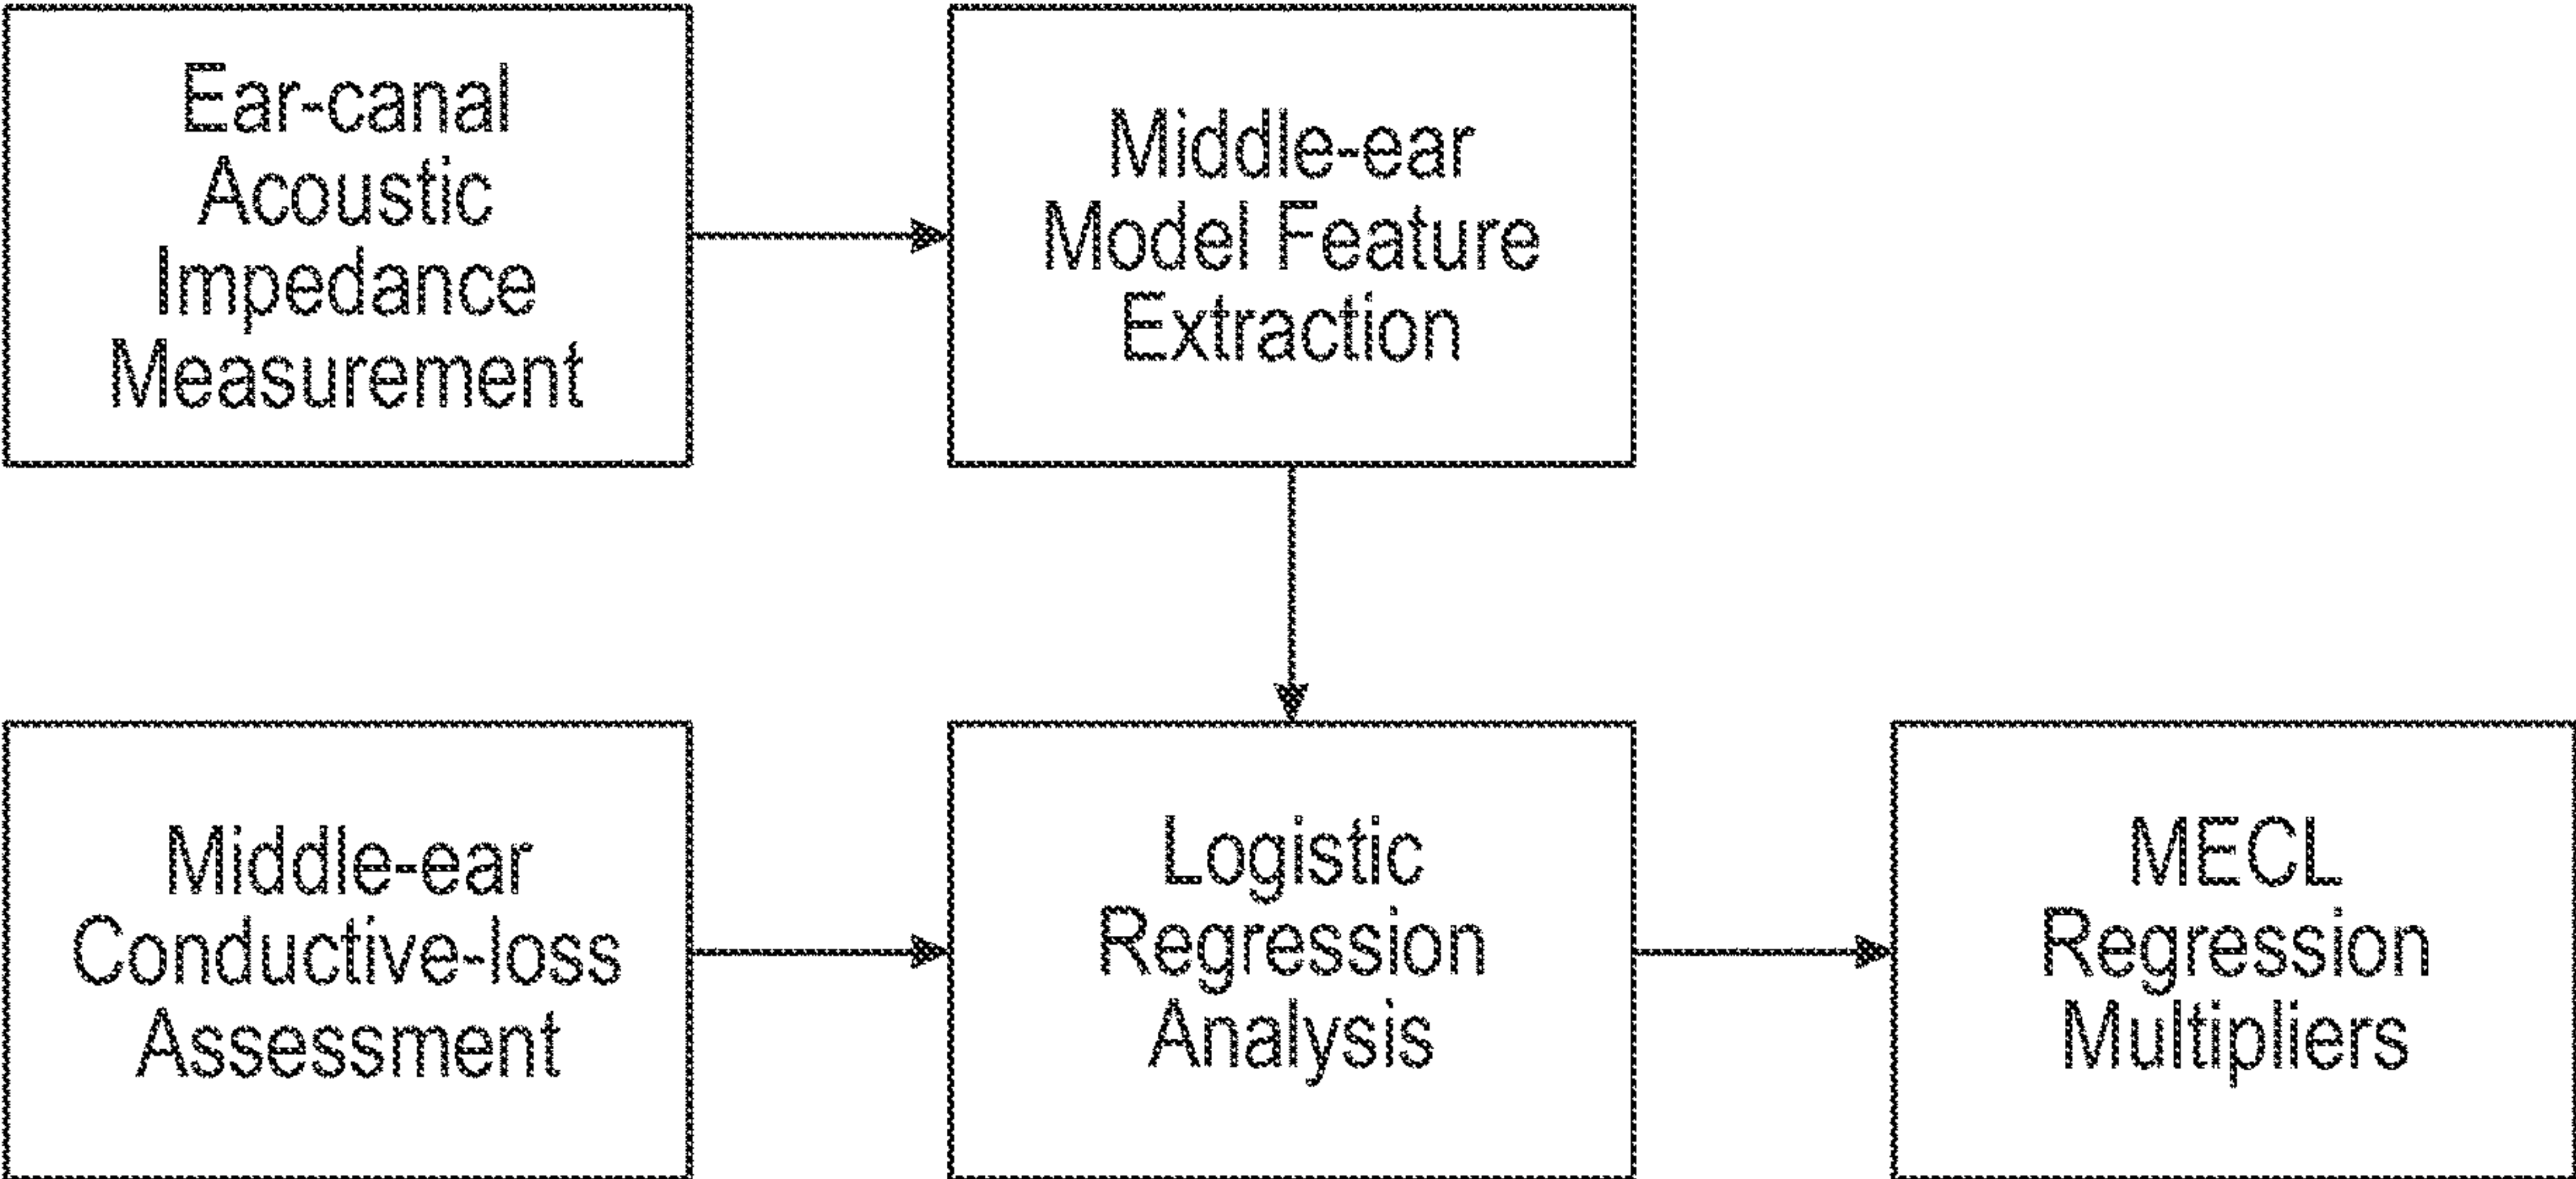 Ear-canal
Acoustic
Impedance
Measurement
Middle-ear
Model Feature
Extraction
Middle-ear
Conductive-loss
Assessment
Logistic
Regression
Analysis
MECL
Regression
Multipliers